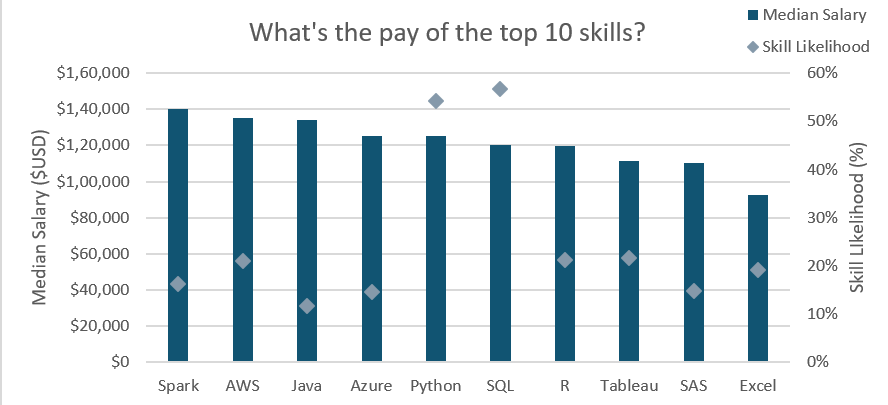 What's the pay of the top 10 skills?
Median Salary
Skill Likelihood
Median Salary ($USD)
$1,60,000
$1,40,000
$1,20,000
$1,00,000
$80,000
$60,000
$40,000
$20,000
$0
60%
50%
40%
30%
20%
10%
0%
Skill LIkelihood (%)
Spark AWS Java Azure Python SQL R Tableau SAS Excel